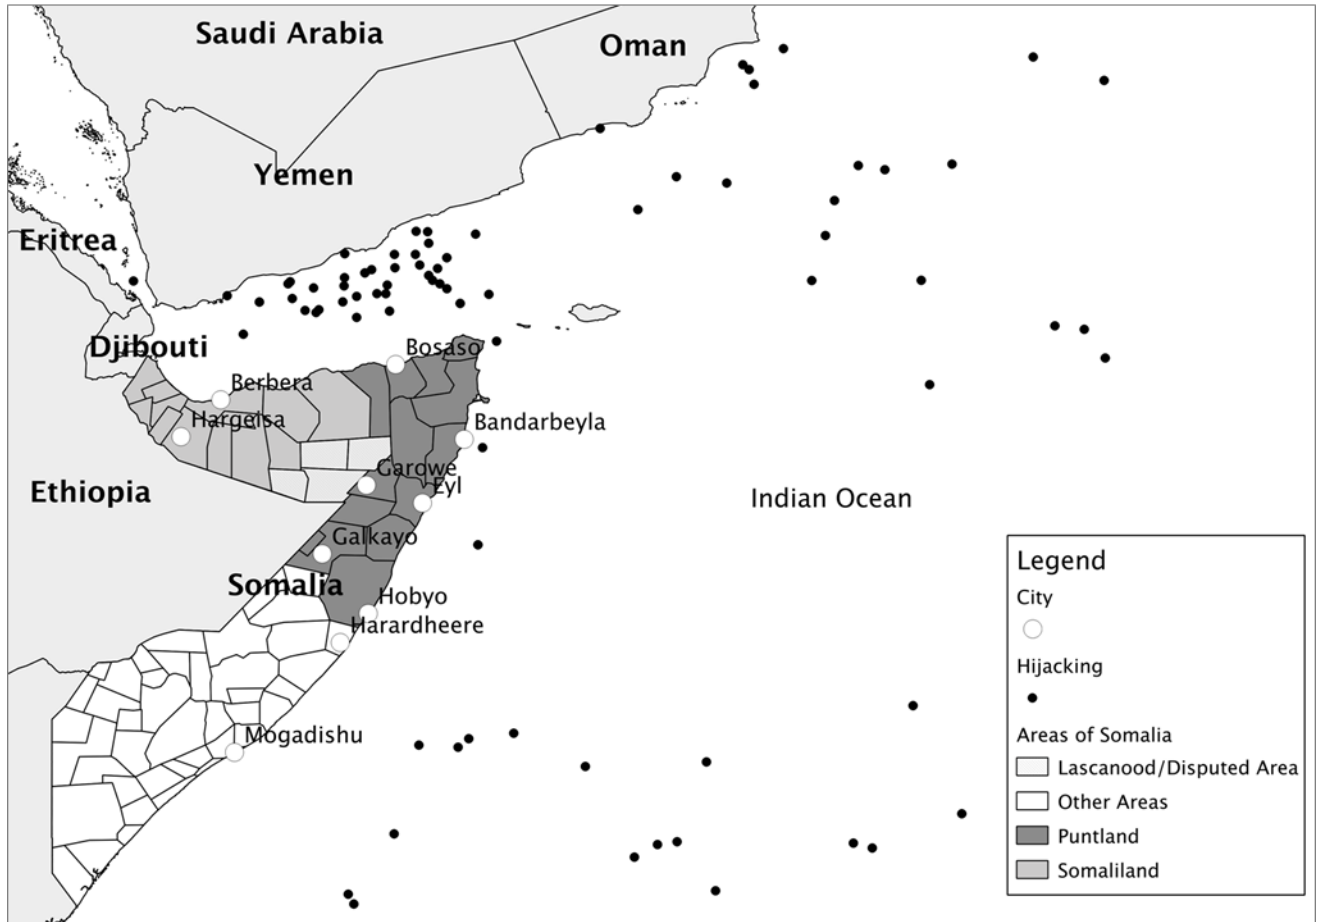 Saudi Arabia
Oman
Yemen
Eritrea
Djibouti
Bosaso
Berbera
Hargeisa
Bandarbeyla
Garowe
Eyl
Ethiopia
Indian Ocean
Galkayo
Somalia
Hobyo
Harardheere
Mogadishu
Legend
City
Hijacking
Areas of Somalia
Lascanood/Disputed Area
Other Areas
Puntland
Somaliland